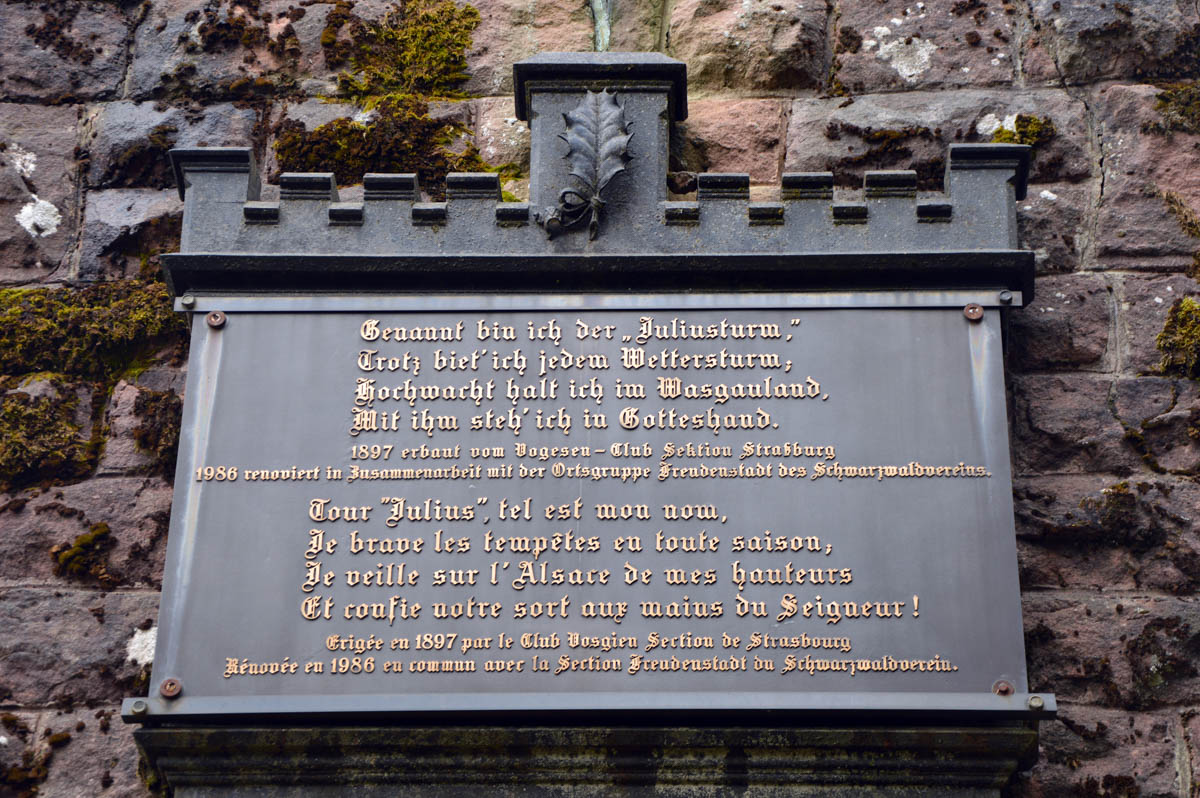 Genannt bin ich der „Juliusturm,”
Trotz biet' ich jedem Wettersturm;
Hochwacht halt ich im Wasgauland,
Mit ihm steh' ich in Gotteshand.
1897 erbaut vom Vogesen-Club Sektion Straßburg
1986 renoviert in Zusammenarbeit mit der Ortsgruppe Freudenstadt des Schwarzwaldvereins.
Tour "Julius", tel est mon nom,
Je brave les tempêtes en toute saison,
Je veille sur l'Alsace de mes hauteurs
Et confie notre sort aux mains du Seigneur!
Erigée en 1897 par le Club Vosgien Section de Strasbourg
Rénovée en 1986 en commun avec la Section Freudenstadt du Schwarzwaldverein.